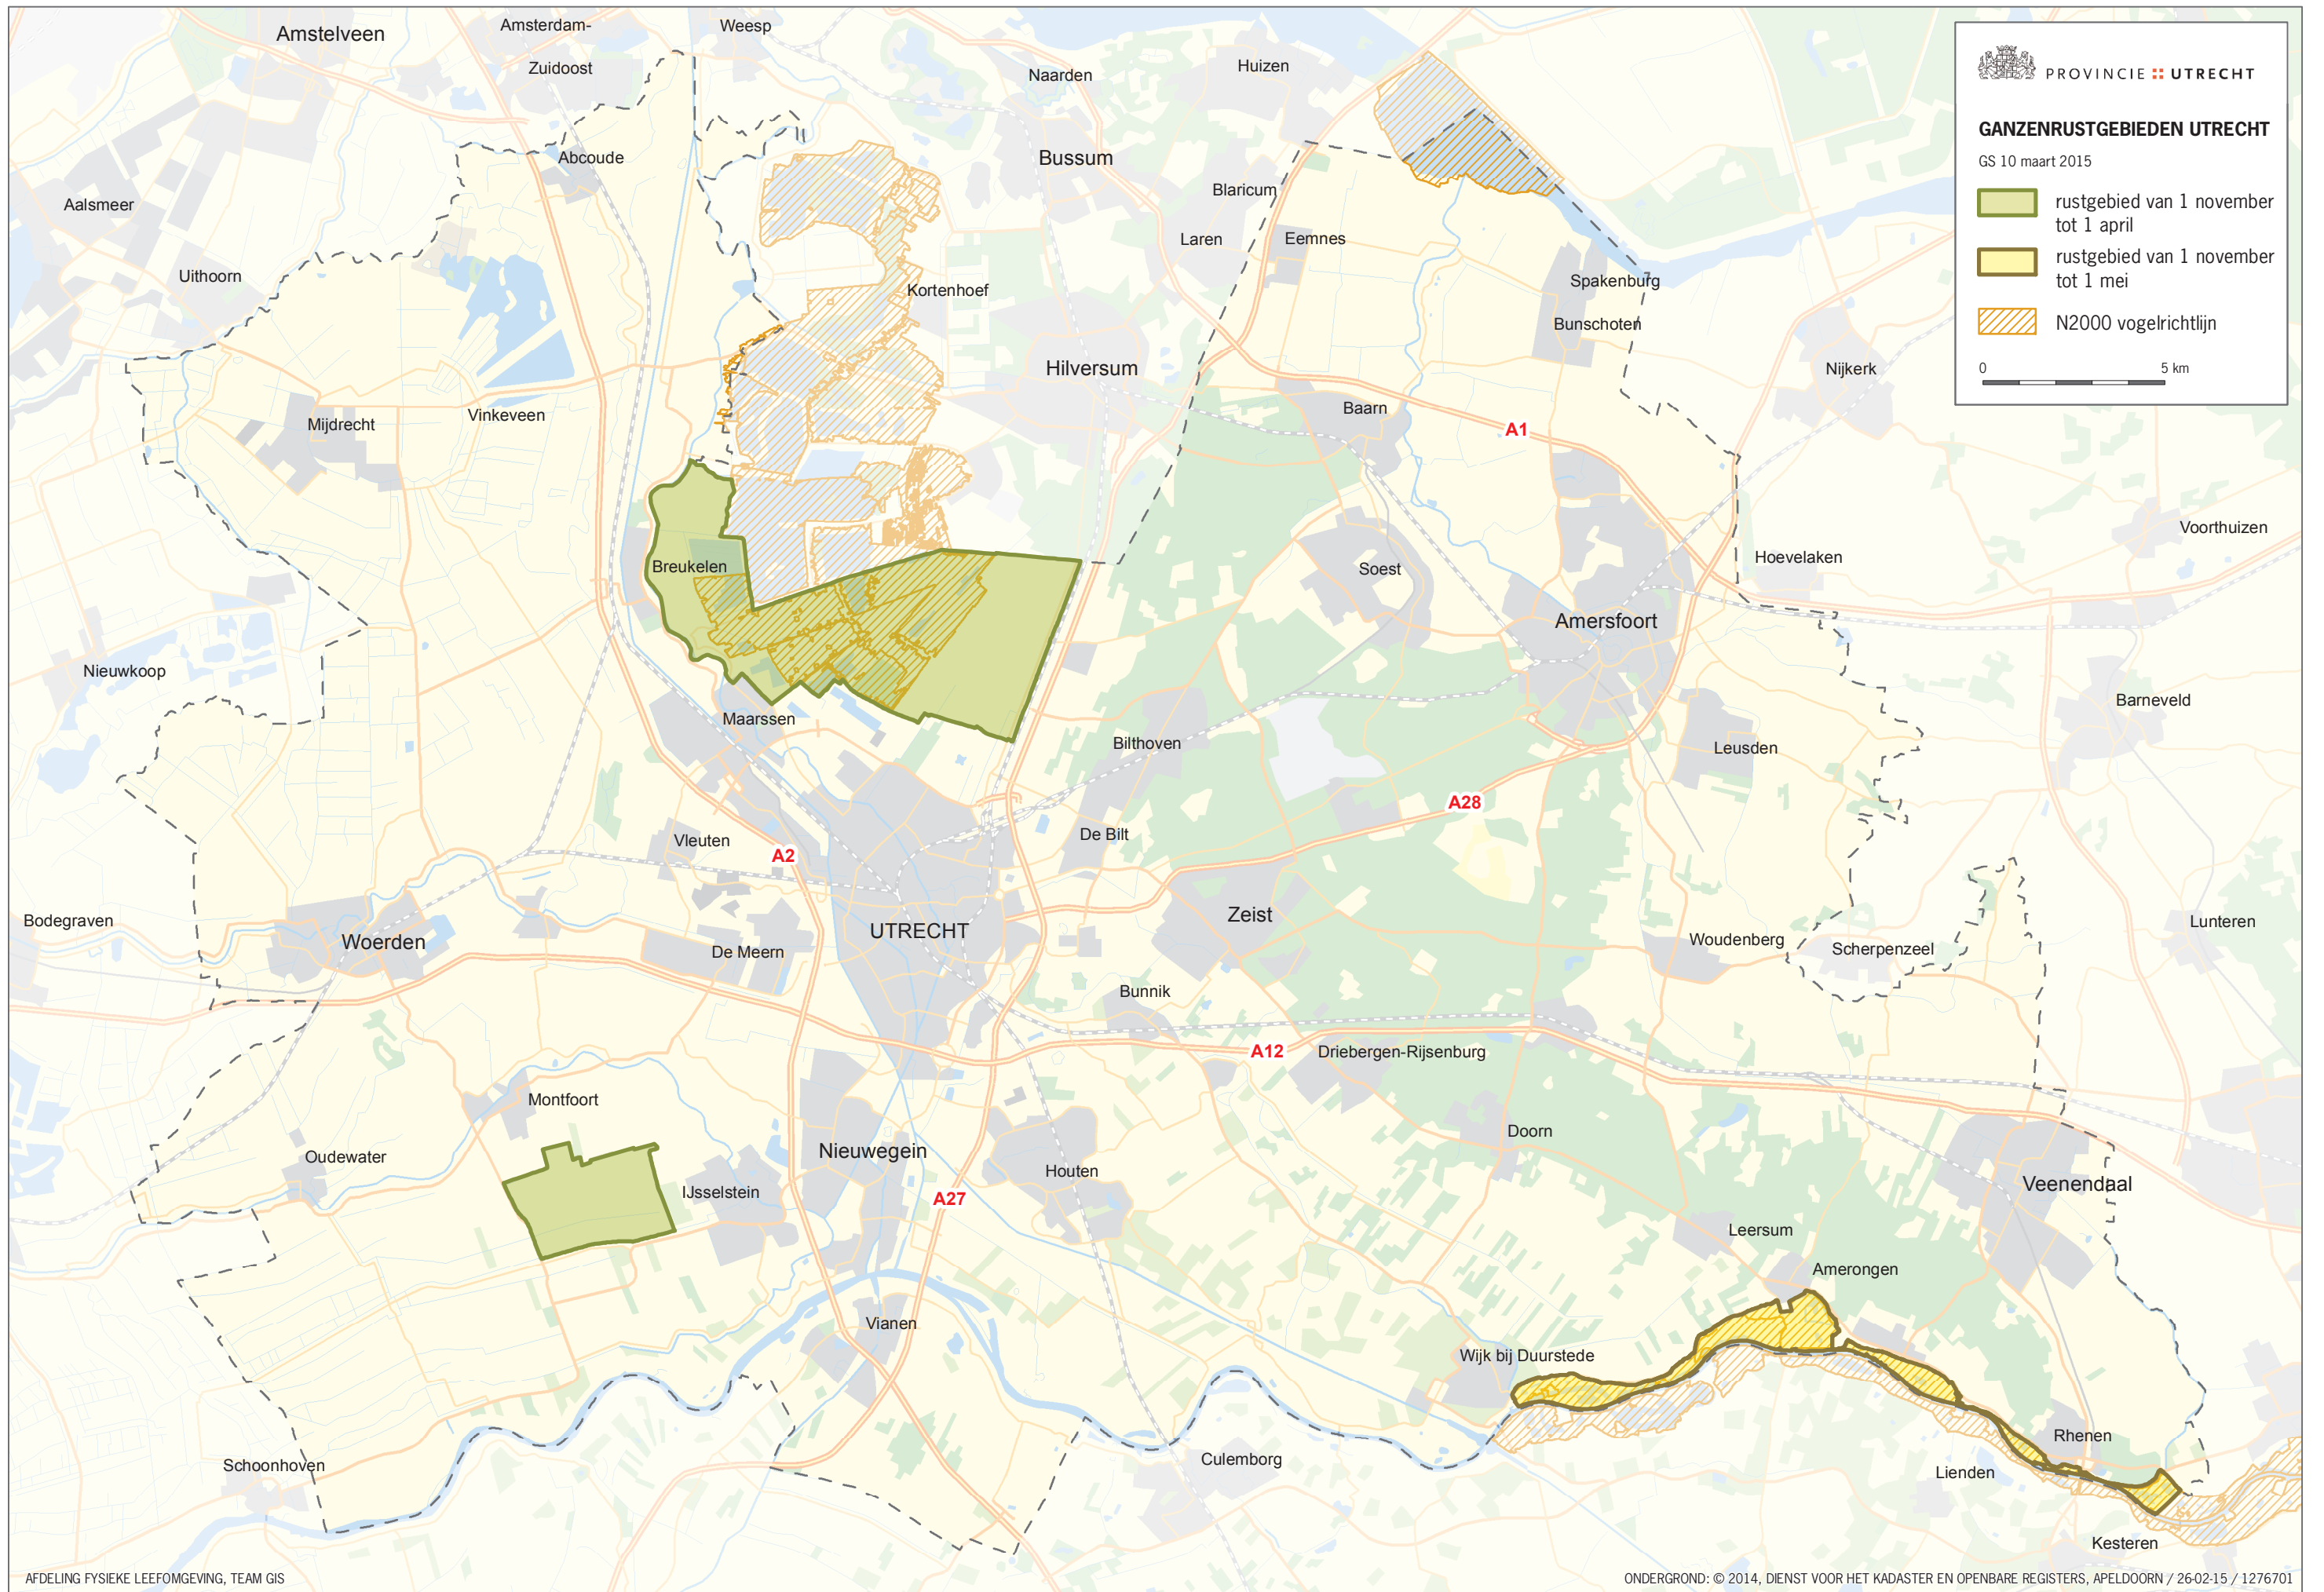 PROVINCIE UTRECHT
GANZENRUSTGEBIEDEN UTRECHT
GS 10 maart 2015
rustgebied van 1 november
tot 1 april
rustgebied van 1 november
tot 1 mei
N2000 vogelrichtlijn
0 5 km
Amstelveen
Amsterdam-
Zuidoost
Weesp
Naarden
Huizen
Abcoude
Bussum
Blaricum
Aalsmeer
Laren
Eemnes
Uithoorn
Kortenhoef
Spakenburg
Bunschoten
Hilversum
Nijkerk
Baarn
Mijdrecht
Vinkeveen
A1
Voorthuizen
Breukelen
Soest
Hoevelaken
Amersfoort
Nieuwkoop
Barneveld
Maarssen
Bilthoven
Leusden
A28
De Bilt
Vleuten
A2
Bodegraven
Woerden
UTRECHT
Zeist
De Meern
Woudenberg
Scherpenzeel
Lunteren
Bunnik
A12
Driebergen-Rijsenburg
Montfoort
Doorn
Nieuwegein
Oudewater
Houten
IJsselstein
A27
Veenendaal
Leersum
Amerongen
Vianen
Wijk bij Duurstede
Rhenen
Schoonhoven
Culemborg
Lienden
Kesteren
AFDELING FYSIEKE LEEFOMGEVING, TEAM GIS
ONDERGROND: © 2014, DIENST VOOR HET KADASTER EN OPENBARE REGISTERS, APELDOORN / 26-02-15 / 1276701